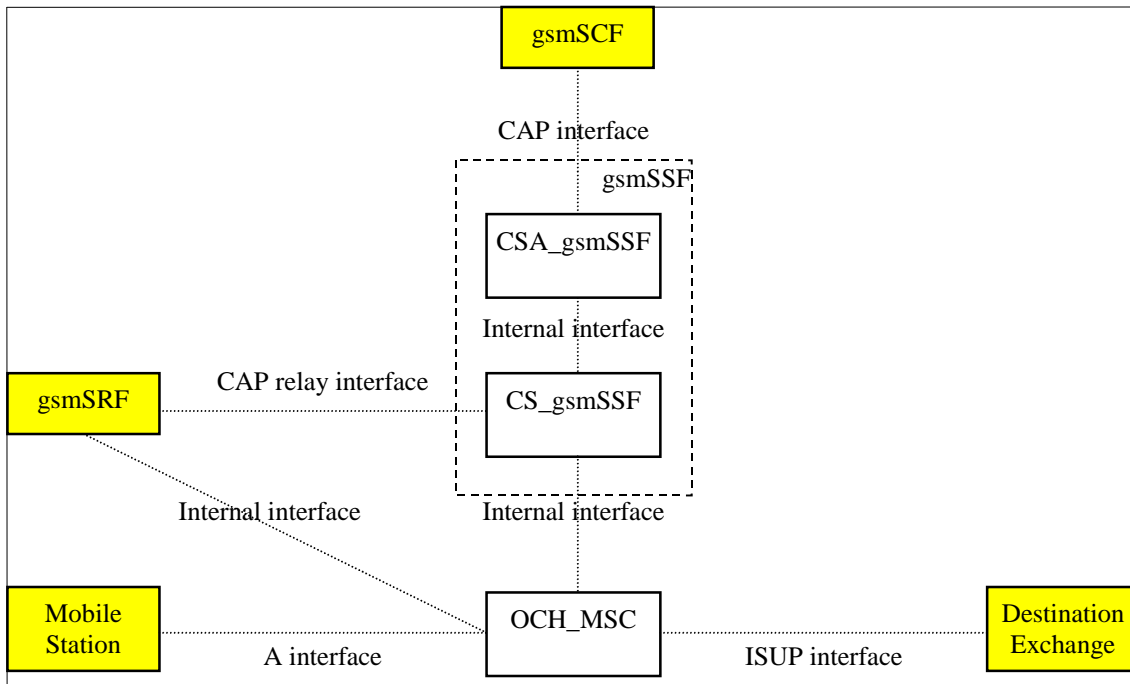 gsmSCF
CAP interface
gsmSSF
CSA_gsmSSF
Internal interface
CAP relay interface
gsmSRF
CS_gsmSSF
Internal interface
Internal interface
Mobile
Station
OCH_MSC
Destination
Exchange
A interface
ISUP interface